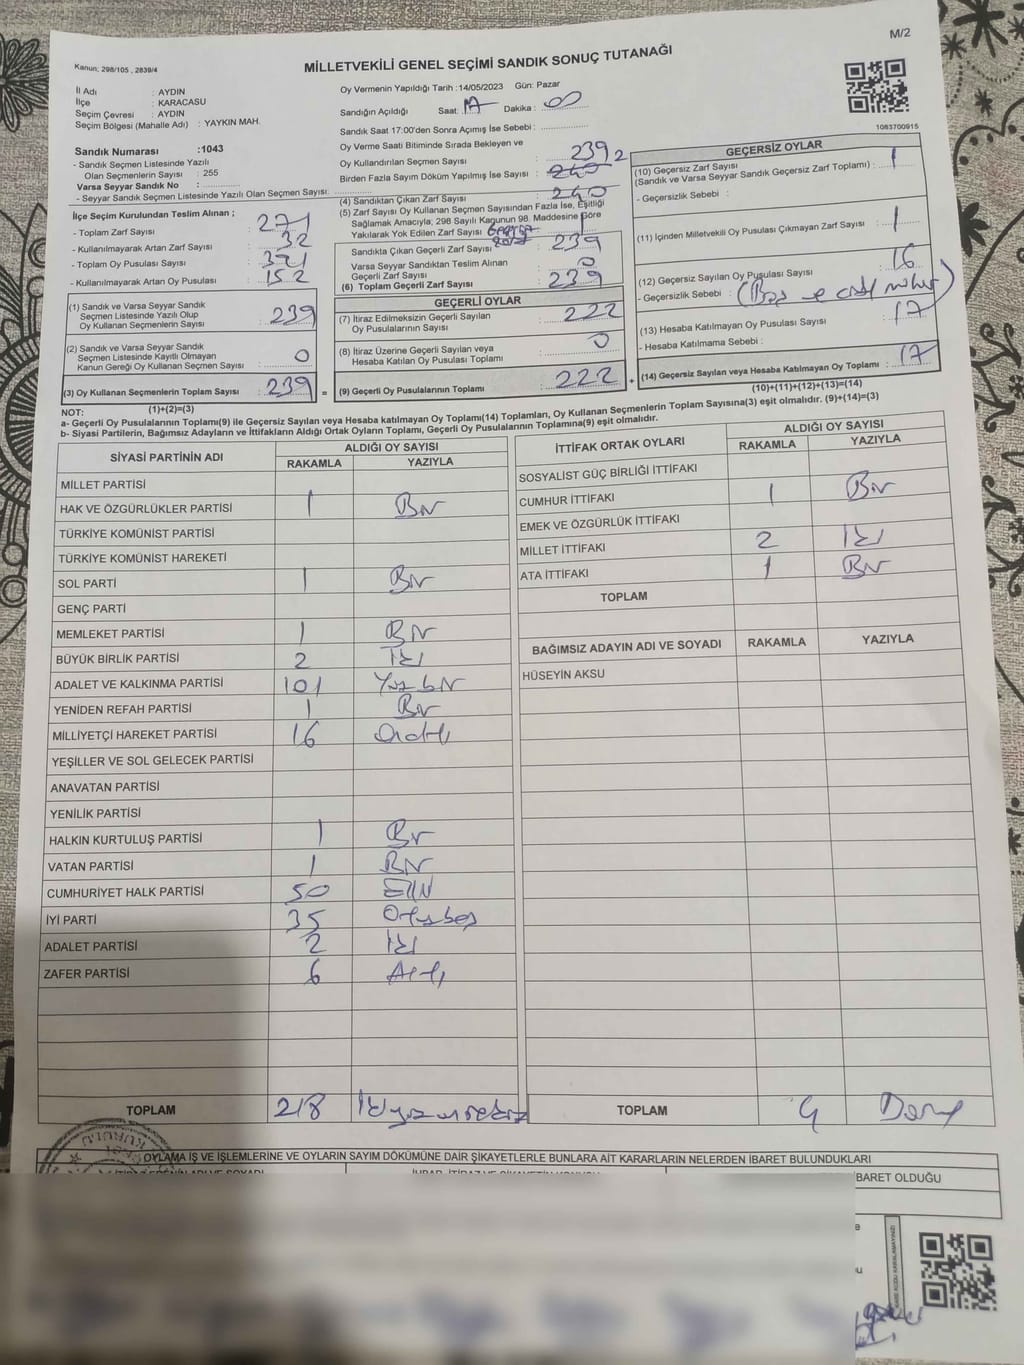 M/2
Kanun; 298/105 , 2839/4
MİLLETVEKİLİ GENEL SEÇİMİ SANDIK SONUÇ TUTANAĞI
İl Adı : AYDIN
İlçe : KARACASU
Seçim Çevresi : AYDIN
Seçim Bölgesi (Mahalle Adı) : YAYKIN MAH.
Sandık Numarası :1043
- Sandık Seçmen Listesinde Yazılı
Olan Seçmenlerin Sayısı : 255
Varsa Seyyar Sandık No :
- Seyyar Sandık Seçmen Listesinde Yazılı Olan Seçmen Sayısı:
Oy Vermenin Yapıldığı Tarih :14/05/2023 Gün: Pazar
Sandığın Açıldığı Saat: 17 Dakika : 00
Sandık Saat 17:00'den Sonra Açımış İse Sebebi :
Oy Verme Saati Bitiminde Sırada Bekleyen ve
Oy Kullandırılan Seçmen Sayısı : 239 2
Birden Fazla Sayım Döküm Yapılmış İse Sayısı : 240
1083700915
İlçe Seçim Kurulundan Teslim Alınan ;
- Toplam Zarf Sayısı : 271
- Kullanılmayarak Artan Zarf Sayısı : 32
- Toplam Oy Pusulası Sayısı : 391
- Kullanılmayarak Artan Oy Pusulası : 152
(1) Sandık ve Varsa Seyyar Sandık
Seçmen Listesinde Yazılı Olup
Oy Kullanan Seçmenlerin Sayısı : 239
(2) Sandık ve Varsa Seyyar Sandık
Seçmen Listesinde Kayıtlı Olmayan
Kanun Gereği Oy Kullanan Seçmen Sayısı : 0
(3) Oy Kullanan Seçmenlerin Toplam Sayısı : 239 =
(1)+(2)=(3)
(4) Sandıktan Çıkan Zarf Sayısı : 240
(5) Zarf Sayısı Oy Kullanan Seçmen Sayısından Fazla İse, Eşitliği
Sağlamak Amacıyla; 298 Sayılı Kanunun 98. Maddesine Göre
Yakılarak Yok Edilen Zarf Sayısı : 1
Sandıkta Çıkan Geçerli Zarf Sayısı : 239
Varsa Seyyar Sandıktan Teslim Alınan
Geçerli Zarf Sayısı : 0
(6) Toplam Geçerli Zarf Sayısı : 239
GEÇERLİ OYLAR
(7) İtiraz Edilmeksizin Geçerli Sayılan
Oy Pusulalarının Sayısı : 222
(8) İtiraz Üzerine Geçerli Sayılan veya
Hesaba Katılan Oy Pusulası Toplamı : 0
(9) Geçerli Oy Pusulalarının Toplamı : 222 +
GEÇERSİZ OYLAR
(10) Geçersiz Zarf Sayısı
(Sandık ve Varsa Seyyar Sandık Geçersiz Zarf Toplamı) : 1
- Geçersizlik Sebebi :
(11) İçinden Milletvekili Oy Pusulası Çıkmayan Zarf Sayısı : 1
(12) Geçersiz Sayılan Oy Pusulası Sayısı : 16
- Geçersizlik Sebebi : (Boş ve çift mühür)
(13) Hesaba Katılmayan Oy Pusulası Sayısı : 17
- Hesaba Katılmama Sebebi :
(14) Geçersiz Sayılan veya Hesaba Katılmayan Oy Toplamı : 17
(10)+(11)+(12)+(13)=(14)
NOT:
a- Geçerli Oy Pusulaları Toplamı(9) ile Geçersiz Sayılan veya Hesaba katılmayan Oy Toplamı(14) Toplamları, Oy Kullanan Seçmenlerin Toplam Sayısına(3) eşit olmalıdır. (9)+(14)=(3)
b- Siyasi Partilerin, Bağımsız Adayların ve İttifakların Aldığı Ortak Oyların Toplamı, Geçerli Oy Pusulalarının Toplamına(9) eşit olmalıdır.
SİYASİ PARTİNİN ADI ALDIĞI OY SAYISI
RAKAMLA YAZIYLA
MİLLET PARTİSİ
HAK VE ÖZGÜRLÜKLER PARTİSİ 1 Bir
TÜRKİYE KOMÜNİST PARTİSİ
TÜRKİYE KOMÜNİST HAREKETİ
SOL PARTİ 1 Bir
GENÇ PARTİ
MEMLEKET PARTİSİ 1 Bir
BÜYÜK BİRLİK PARTİSİ 2 İki
ADALET VE KALKINMA PARTİSİ 101 Yüz bir
YENİDEN REFAH PARTİSİ 1 Bir
MİLLİYETÇİ HAREKET PARTİSİ 16 Onaltı
YEŞİLLER VE SOL GELECEK PARTİSİ
ANAVATAN PARTİSİ
YENİLİK PARTİSİ
HALKIN KURTULUŞ PARTİSİ 1 Bir
VATAN PARTİSİ 1 Bir
CUMHURİYET HALK PARTİSİ 50 Elli
İYİ PARTİ 35 Otuzbeş
ADALET PARTİSİ 2 İki
ZAFER PARTİSİ 6 Altı
TOPLAM 218 İkiyüzonsekiz
İTTİFAK ORTAK OYLARI ALDIĞI OY SAYISI
RAKAMLA YAZIYLA
SOSYALİST GÜÇ BİRLİĞİ İTTİFAKI
CUMHUR İTTİFAKI 1 Bir
EMEK VE ÖZGÜRLÜK İTTİFAKI
MİLLET İTTİFAKI 2 İki
ATA İTTİFAKI 1 Bir
TOPLAM
BAĞIMSIZ ADAYIN ADI VE SOYADI RAKAMLA YAZIYLA
HÜSEYİN AKSU
TOPLAM 4 Dört
OYLAMA İŞ VE İŞLEMLERİNE VE OYLARIN SAYIM DÖKÜMÜNE DAİR ŞİKAYETLERLE BUNLARA AİT KARARLARIN NELERDEN İBARET BULUNDUKLARI
BARET OLDUĞU